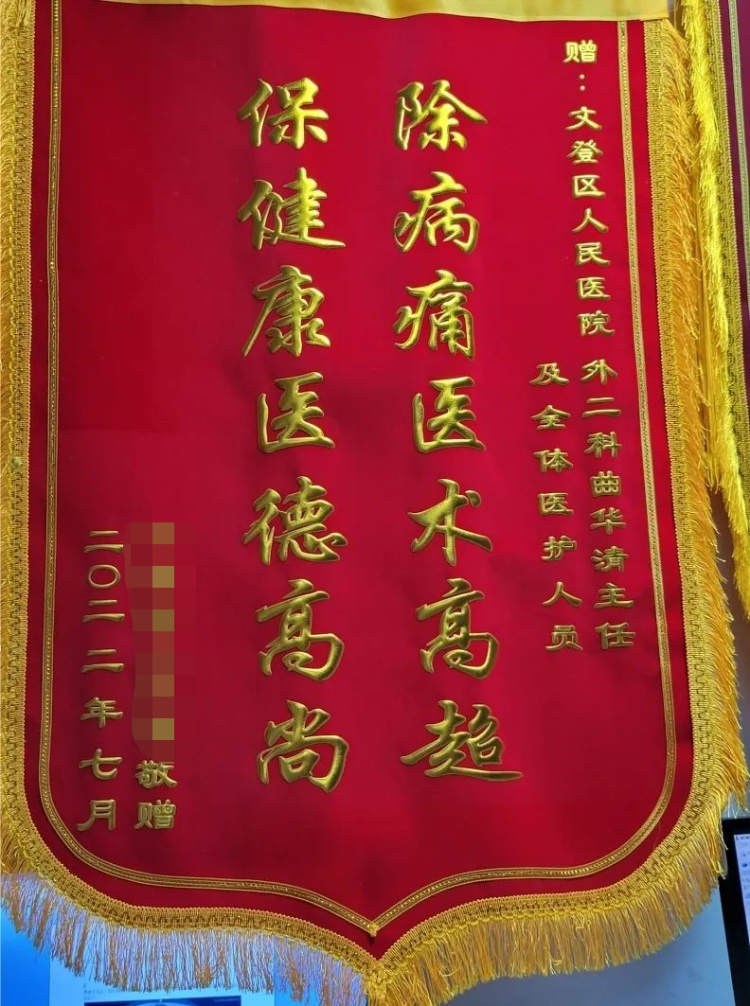 赠：文登区人民医院 外二科曲华清主任
及全体医护人员
除病痛医术高超
保健康医德高尚
敬赠
二〇二二年七月